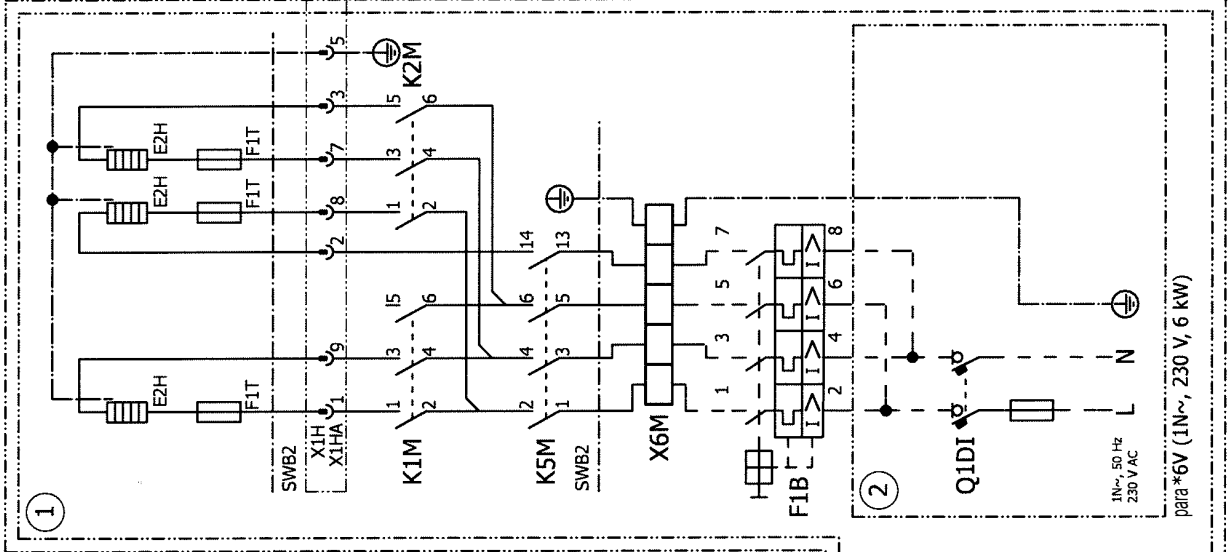 1
5
K2M
3
5
6
E2H
F1T
7
3
4
E2H
F1T
8
1
2
2
14
13
7
8
5
6
5
5
6
9
3
4
4
3
3
4
E2H
F1T
1
1
2
2
1
1
2
SWB2
X1H
X1HA
K1M
K5M
SWB2
X6M
F1B
I >
I >
I >
I >
6
2
Q1DI
N
L
1N~, 50 Hz
230 V AC
para *6V (1N~, 230 V, 6 kW)